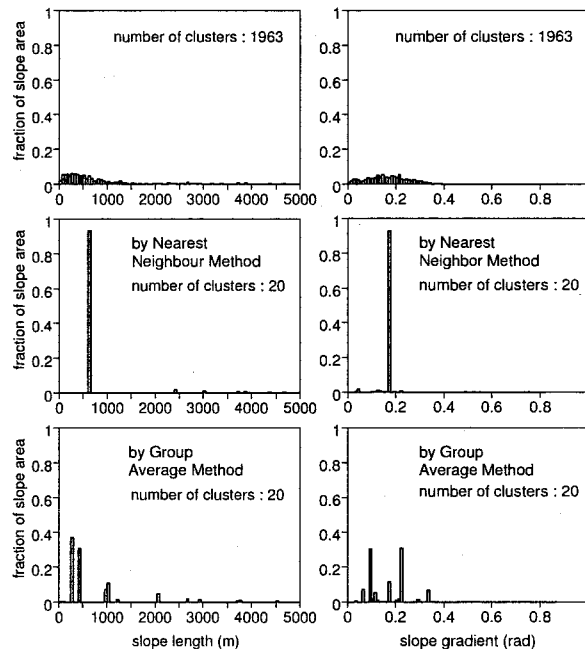 fraction of slope area
1
0.8
0.6
0.4
0.2
0
number of clusters : 1963
0 1000 2000 3000 4000 5000
1
0.8
0.6
0.4
0.2
0
number of clusters : 1963
0 0.2 0.4 0.6 0.8
fraction of slope area
1
0.8
0.6
0.4
0.2
0
by Nearest
Neighbour Method
number of clusters : 20
0 1000 2000 3000 4000 5000
1
0.8
0.6
0.4
0.2
0
by Nearest
Neighbor Method
number of clusters : 20
0 0.2 0.4 0.6 0.8
fraction of slope area
1
0.8
0.6
0.4
0.2
0
by Group
Average Method
number of clusters : 20
0 1000 2000 3000 4000 5000
slope length (m)
1
0.8
0.6
0.4
0.2
0
by Group
Average Method
number of clusters : 20
0 0.2 0.4 0.6 0.8
slope gradient (rad)